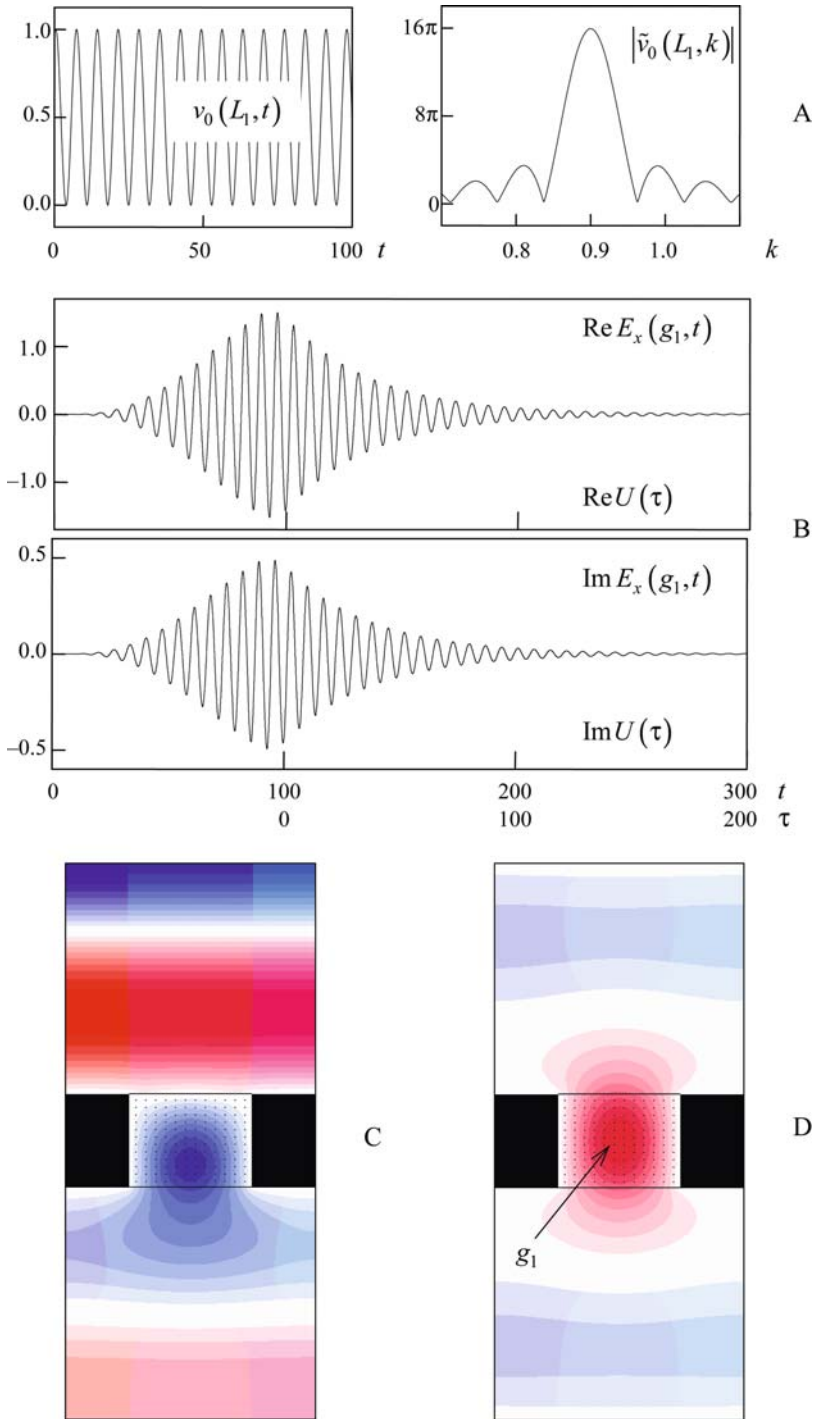 1.0
0.5
0.0
v₀(L₁,t)
0 50 100 t
16π
8π
0
|ṽ₀(L₁,k)|
0.8 0.9 1.0 k
A
1.0
0.0
–1.0
Re Eₓ(g₁,t)
Re U(τ)
B
0.5
0.0
–0.5
Im Eₓ(g₁,t)
Im U(τ)
0 100 200 300 t
0 100 200 τ
C
D
g₁